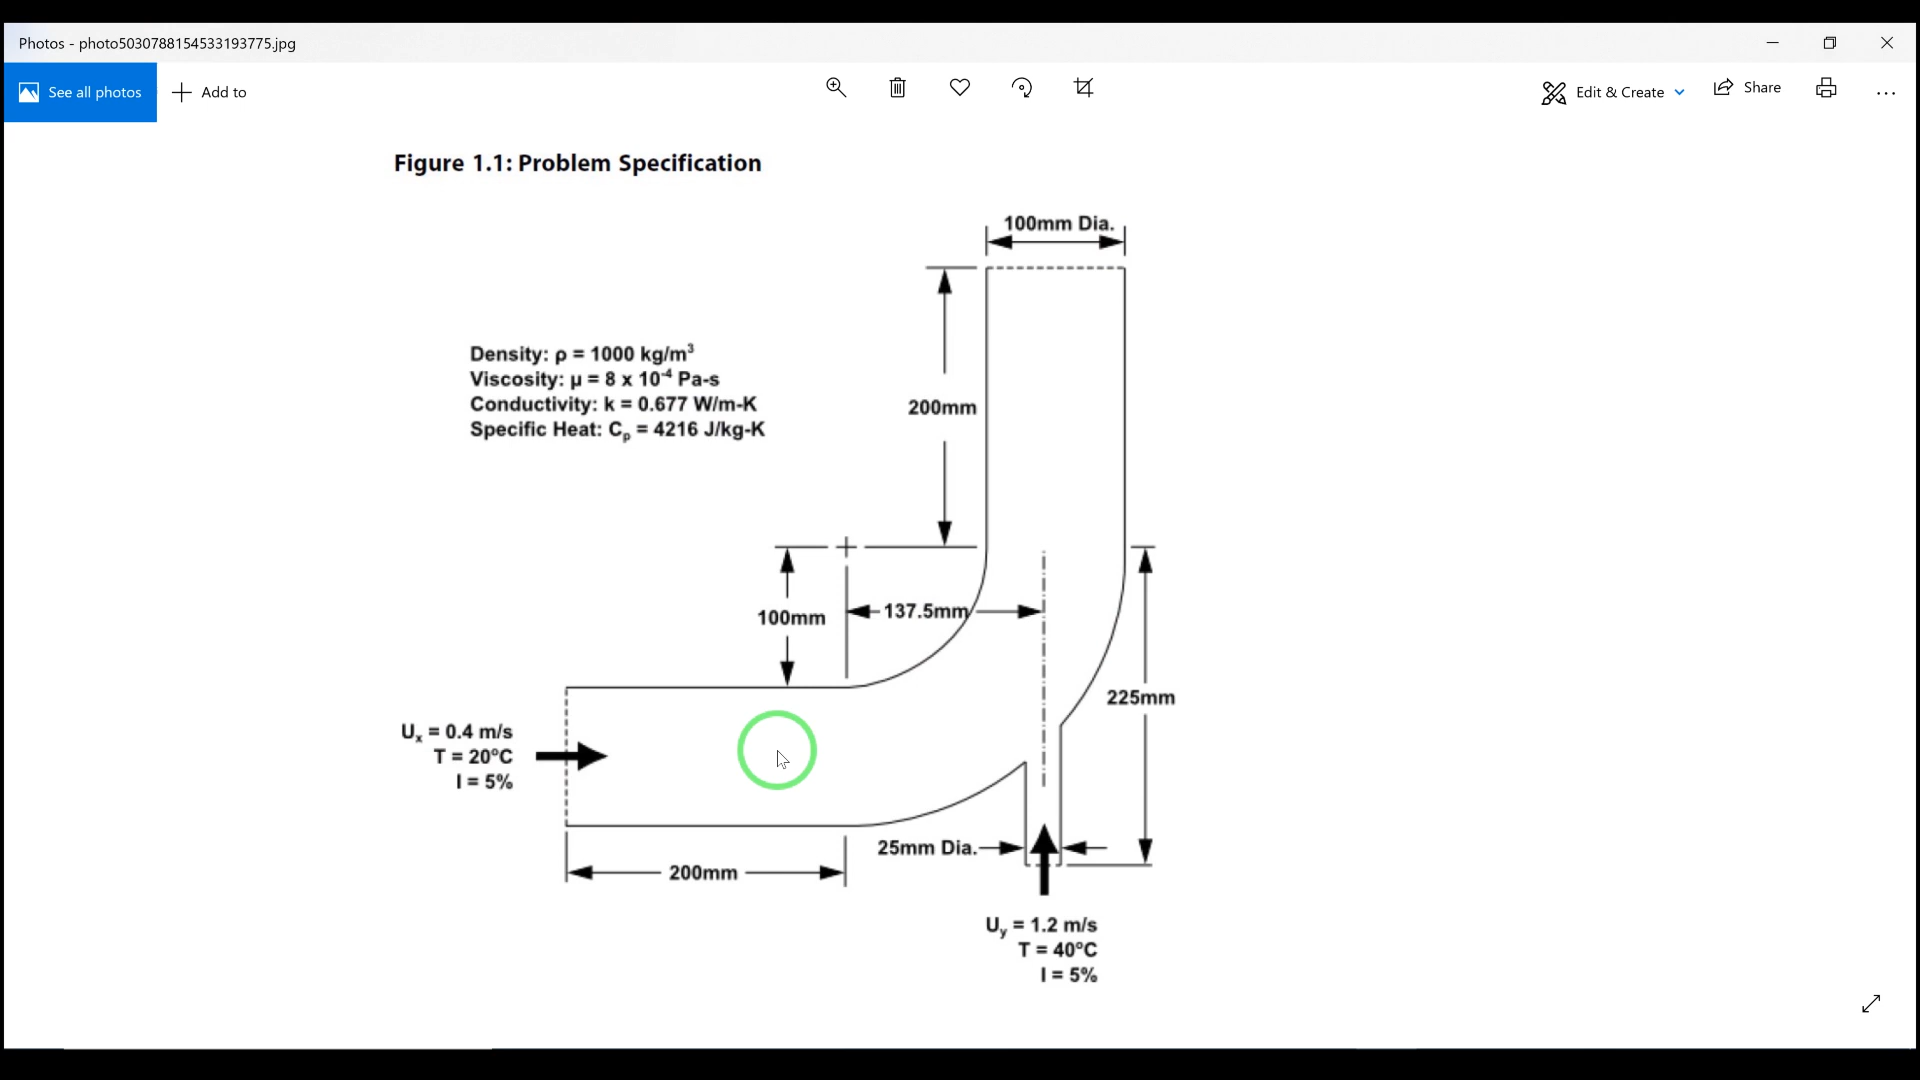 Photos - photo5030788154533193775.jpg
See all photos
Add to
Edit & Create
Share
Figure 1.1: Problem Specification
100mm Dia.
Density: ρ = 1000 kg/m³
Viscosity: μ = 8 x 10⁻⁴ Pa-s
Conductivity: k = 0.677 W/m-K
Specific Heat: Cₚ = 4216 J/kg-K
200mm
100mm
137.5mm
225mm
Uₓ = 0.4 m/s
T = 20°C
I = 5%
25mm Dia.
200mm
Uᵧ = 1.2 m/s
T = 40°C
I = 5%